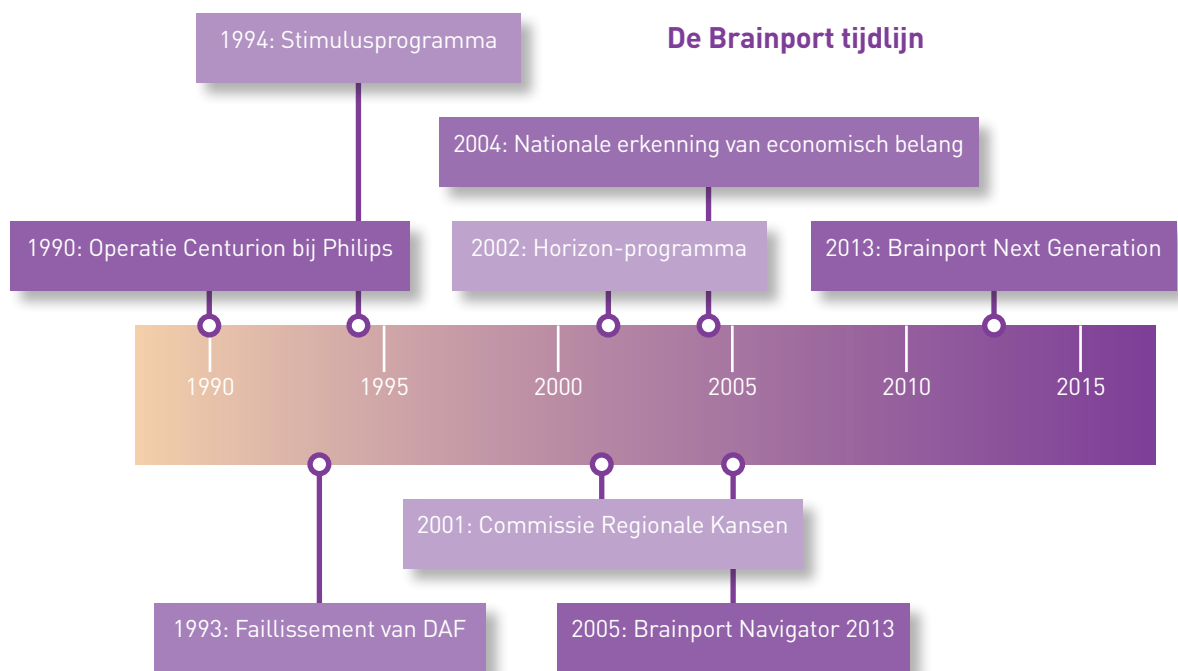 De Brainport tijdlijn
1994: Stimulusprogramma
2004: Nationale erkenning van economisch belang
1990: Operatie Centurion bij Philips
2002: Horizon-programma
2013: Brainport Next Generation
1990
1995
2000
2005
2010
2015
2001: Commissie Regionale Kansen
1993: Faillissement van DAF
2005: Brainport Navigator 2013